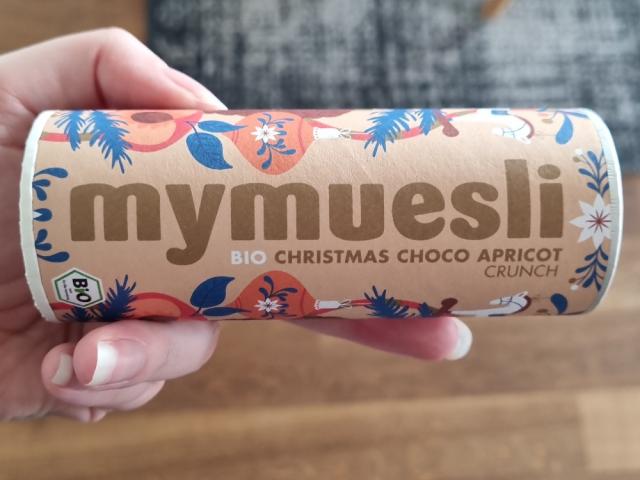 mymuesli
BIO CHRISTMAS CHOCO APRICOT
CRUNCH
Bio